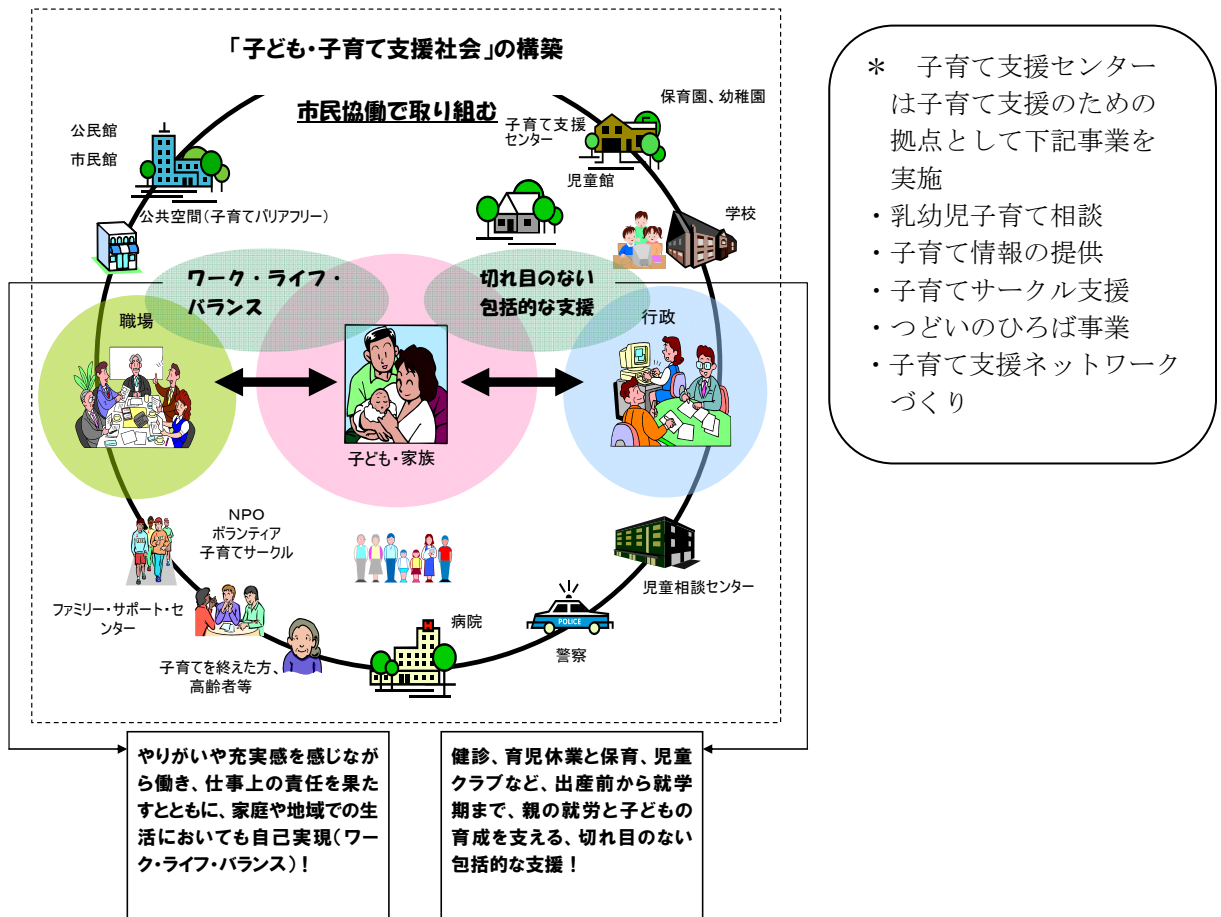 「子ども・子育て支援社会」の構築
市民協働で取り組む
保育園、幼稚園
子育て支援
センター
児童館
公民館
市民館
公共空間(子育てバリアフリー)
学校
ワーク・ライフ・
バランス
切れ目のない
包括的な支援
職場
行政
子ども・家族
NPO
ボランティア
子育てサークル
児童相談センター
ファミリー・サポート・セ
ンター
病院
H
POLICE
警察
子育てを終えた方、
高齢者等
やりがいや充実感を感じなが
ら働き、仕事上の責任を果た
すとともに、家庭や地域での生
活においても自己実現(ワー
ク・ライフ・バランス)!
健診、育児休業と保育、児童
クラブなど、出産前から就学
期まで、親の就労と子どもの
育成を支える、切れ目のない
包括的な支援!
* 子育て支援センター
は子育て支援のための
拠点として下記事業を
実施
・乳幼児子育て相談
・子育て情報の提供
・子育てサークル支援
・つどいのひろば事業
・子育て支援ネットワーク
づくり